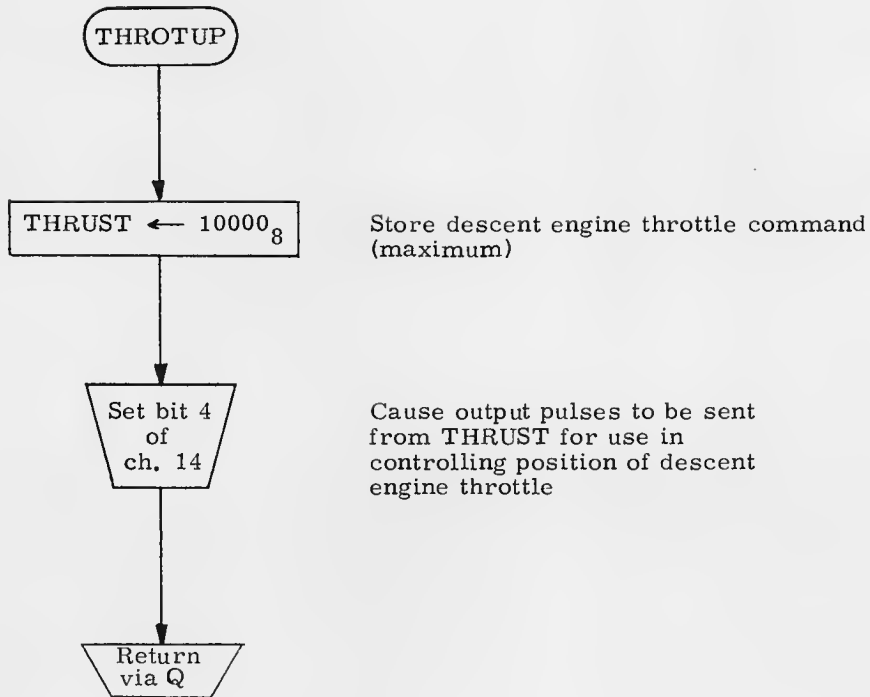 THROTUP
THRUST ← 10000₈
Store descent engine throttle command
(maximum)
Set bit 4
of
ch. 14
Cause output pulses to be sent
from THRUST for use in
controlling position of descent
engine throttle
Return
via Q